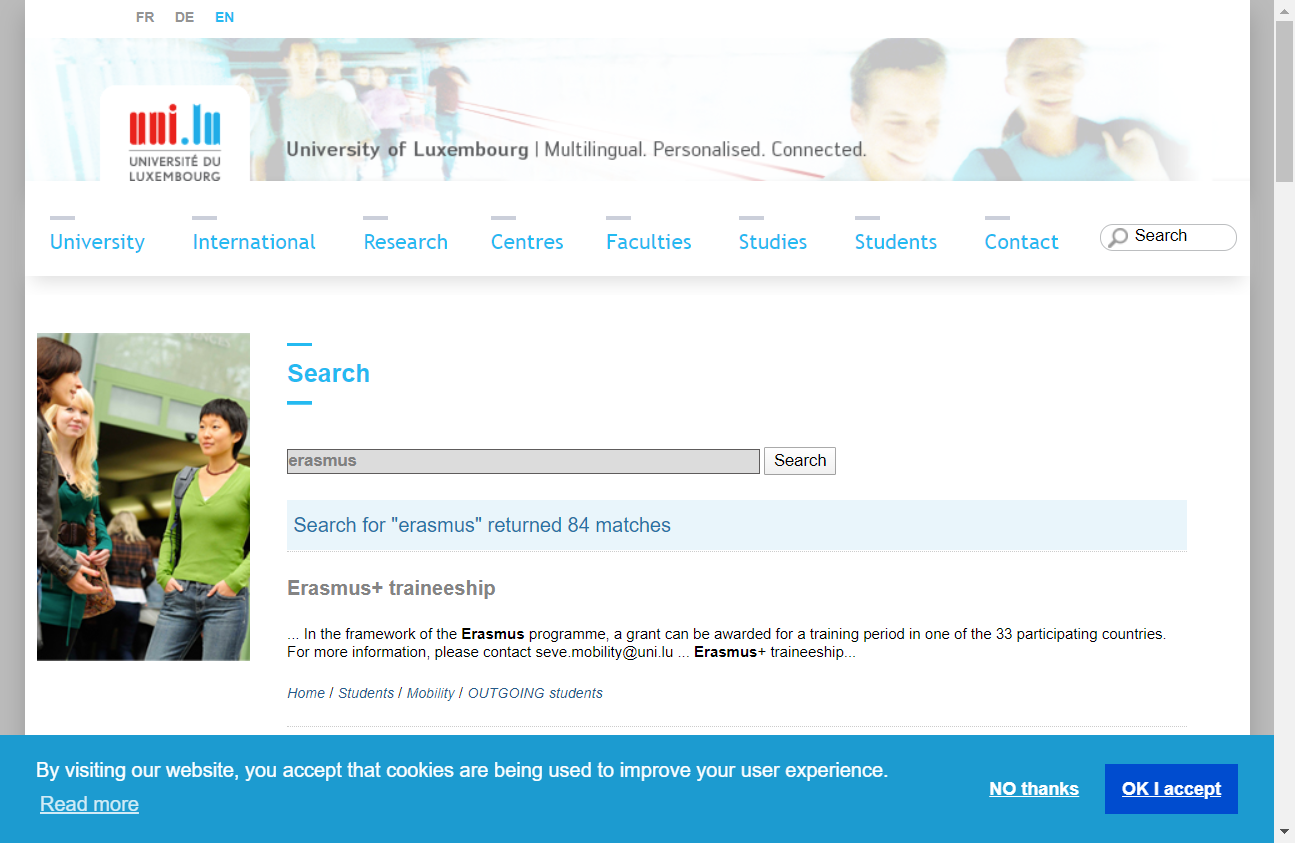 FR DE EN
uni.lu
UNIVERSITÉ DU
LUXEMBOURG
University of Luxembourg | Multilingual. Personalised. Connected.
University International Research Centres Faculties Studies Students Contact Search
Search
erasmus Search
Search for "erasmus" returned 84 matches
Erasmus+ traineeship
... In the framework of the Erasmus programme, a grant can be awarded for a training period in one of the 33 participating countries.
For more information, please contact seve.mobility@uni.lu ... Erasmus+ traineeship...
Home / Students / Mobility / OUTGOING students
By visiting our website, you accept that cookies are being used to improve your user experience.
Read more
NO thanks OK I accept